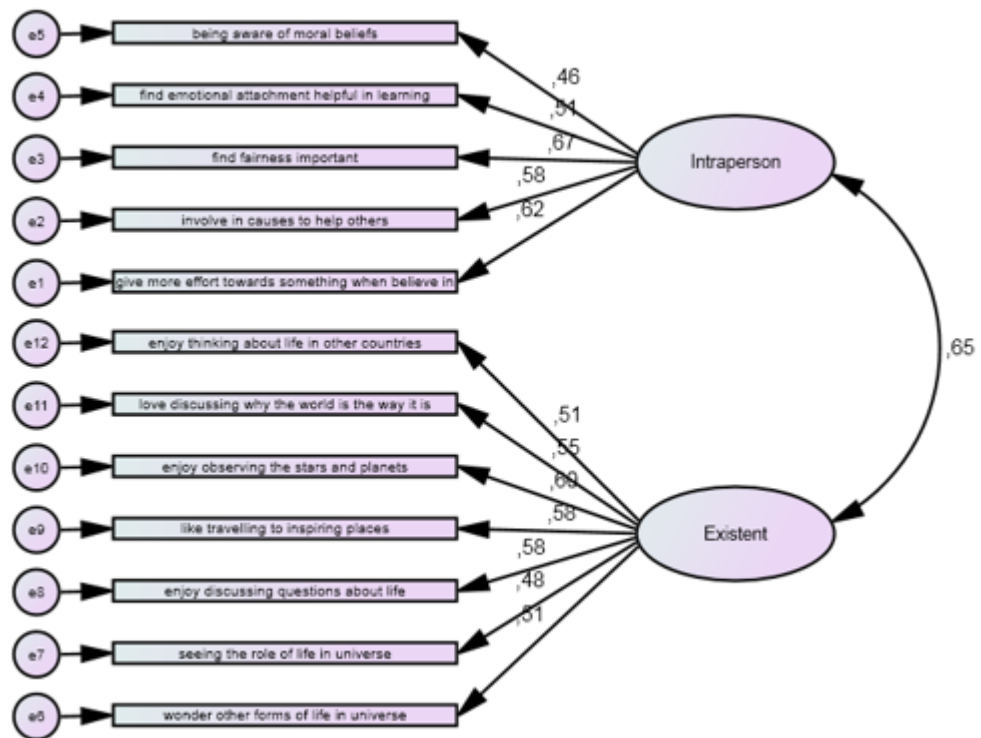 e5
being aware of moral beliefs
,46
e4
find emotional attachment helpful in learning
,51
e3
find fairness important
,67
Intraperson
e2
involve in causes to help others
,58
e1
give more effort towards something when believe in
,62
,65
e12
enjoy thinking about life in other countries
,51
e11
love discussing why the world is the way it is
,55
e10
enjoy observing the stars and planets
,60
e9
like travelling to inspiring places
,58
Existent
e8
enjoy discussing questions about life
,58
e7
seeing the role of life in universe
,48
e6
wonder other forms of life in universe